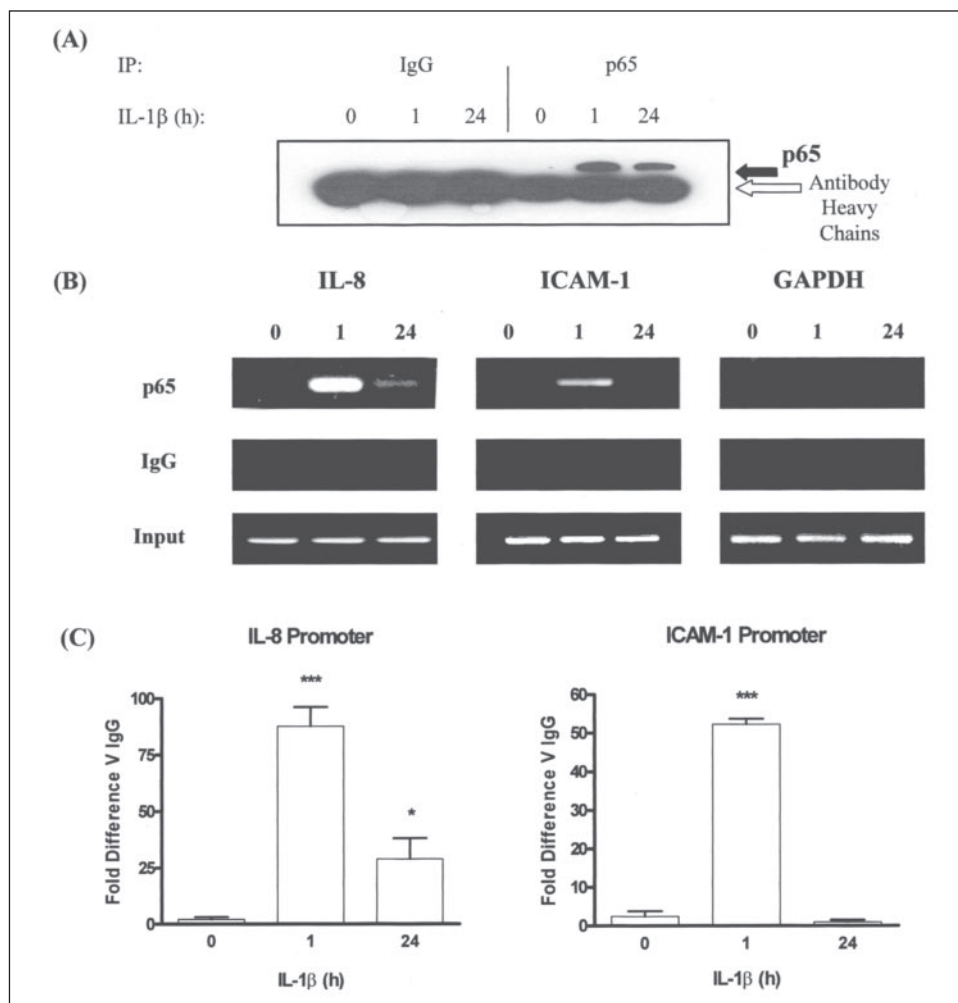 (A)
IP: IgG p65
IL-1β (h): 0 1 24 0 1 24
p65
Antibody
Heavy
Chains
(B)
IL-8 ICAM-1 GAPDH
0 1 24 0 1 24 0 1 24
p65
IgG
Input
(C)
IL-8 Promoter
Fold Difference V IgG
100
75
50
25
0
***
*
0 1 24
IL-1β (h)
ICAM-1 Promoter
Fold Difference V IgG
60
50
40
30
20
10
0
***
0 1 24
IL-1β (h)